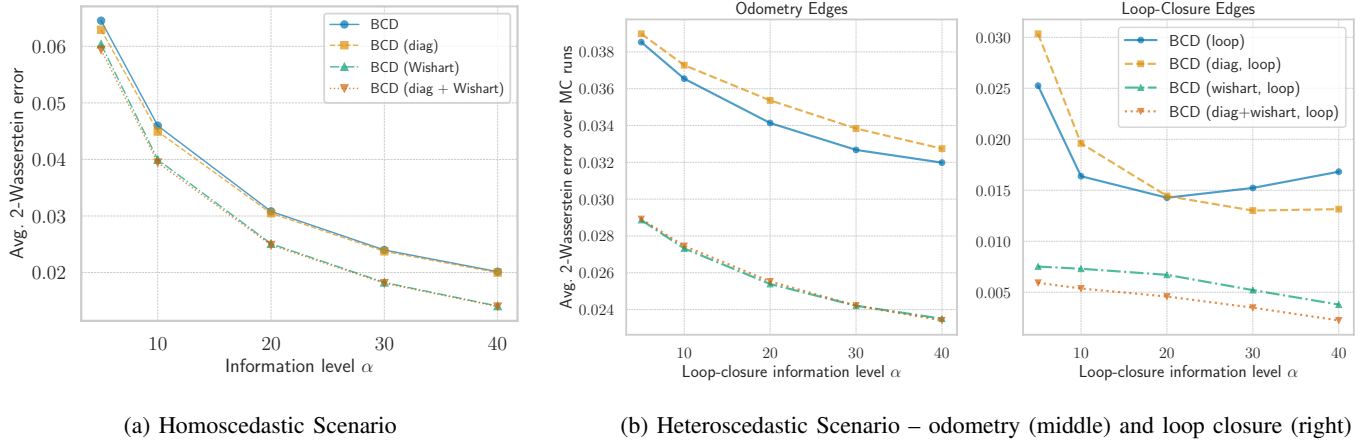 Avg. 2-Wasserstein error
0.06
0.05
0.04
0.03
0.02
10
20
30
40
Information level α
BCD
BCD (diag)
BCD (Wishart)
BCD (diag + Wishart)
(a) Homoscedastic Scenario
Odometry Edges
Avg. 2-Wasserstein error over MC runs
0.038
0.036
0.034
0.032
0.030
0.028
0.026
0.024
10
20
30
40
Loop-closure information level α
Loop-Closure Edges
0.030
0.025
0.020
0.015
0.010
0.005
10
20
30
40
Loop-closure information level α
BCD (loop)
BCD (diag, loop)
BCD (wishart, loop)
BCD (diag+wishart, loop)
(b) Heteroscedastic Scenario – odometry (middle) and loop closure (right)